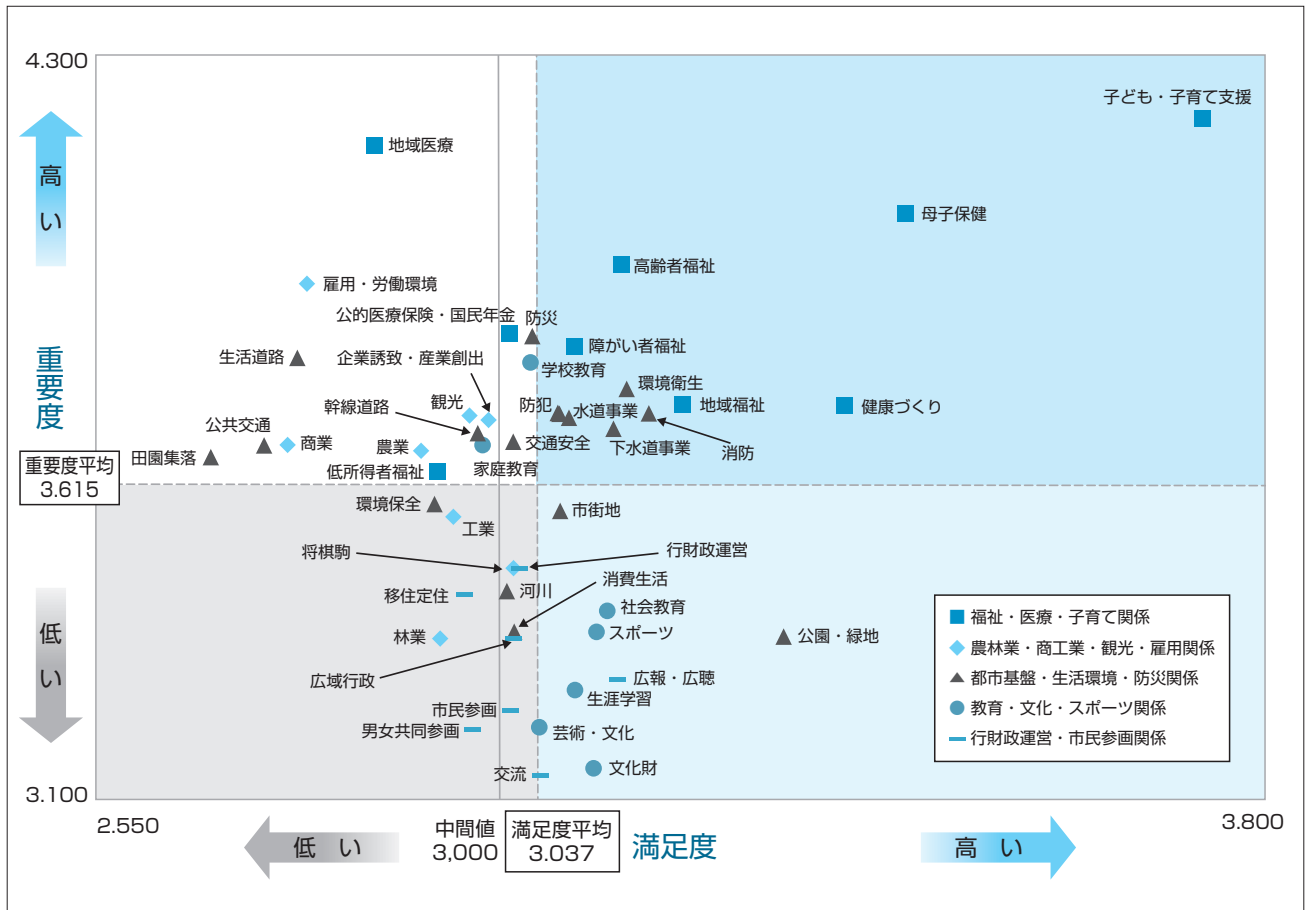 4.300
子ども・子育て支援
地域医療
高い
母子保健
高齢者福祉
雇用・労働環境
公的医療保険・国民年金
防災
障がい者福祉
生活道路
企業誘致・産業創出
学校教育
重要度
環境衛生
幹線道路
観光
防犯
水道事業
地域福祉
健康づくり
公共交通
商業
農業
交通安全
下水道事業
消防
田園集落
低所得者福祉
家庭教育
重要度平均
3.615
環境保全
市街地
工業
将棋駒
行財政運営
消費生活
移住定住
河川
社会教育
低い
林業
スポーツ
公園・緑地
広域行政
広報・広聴
生涯学習
市民参画
男女共同参画
芸術・文化
交流
文化財
福祉・医療・子育て関係
農林業・商工業・観光・雇用関係
都市基盤・生活環境・防災関係
教育・文化・スポーツ関係
行財政運営・市民参画関係
3.100
2.550
低い
中間値
3,000
満足度平均
3.037
満足度
高い
3.800